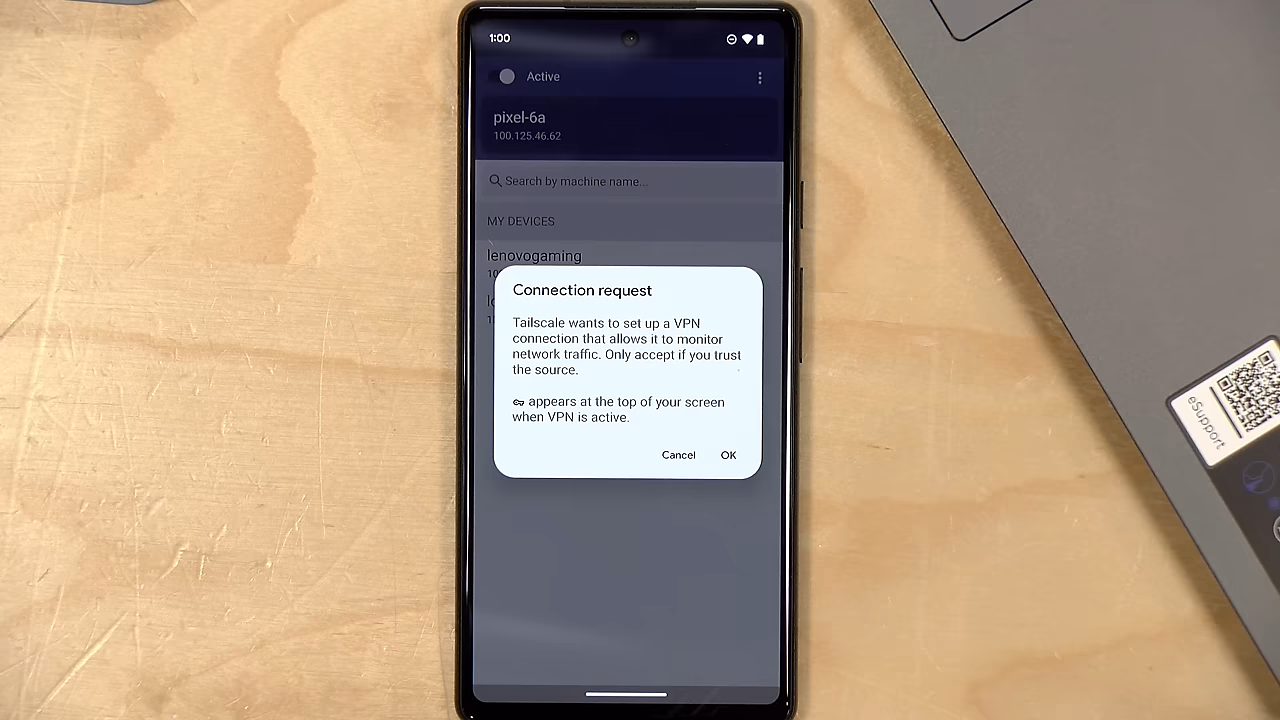 1:00
Active
pixel-6a
100.125.46.62
Search by machine name...
MY DEVICES
lenovogaming
10
Connection request
Tailscale wants to set up a VPN
connection that allows it to monitor
network traffic. Only accept if you trust
the source.
appears at the top of your screen
when VPN is active.
Cancel OK
eSupport